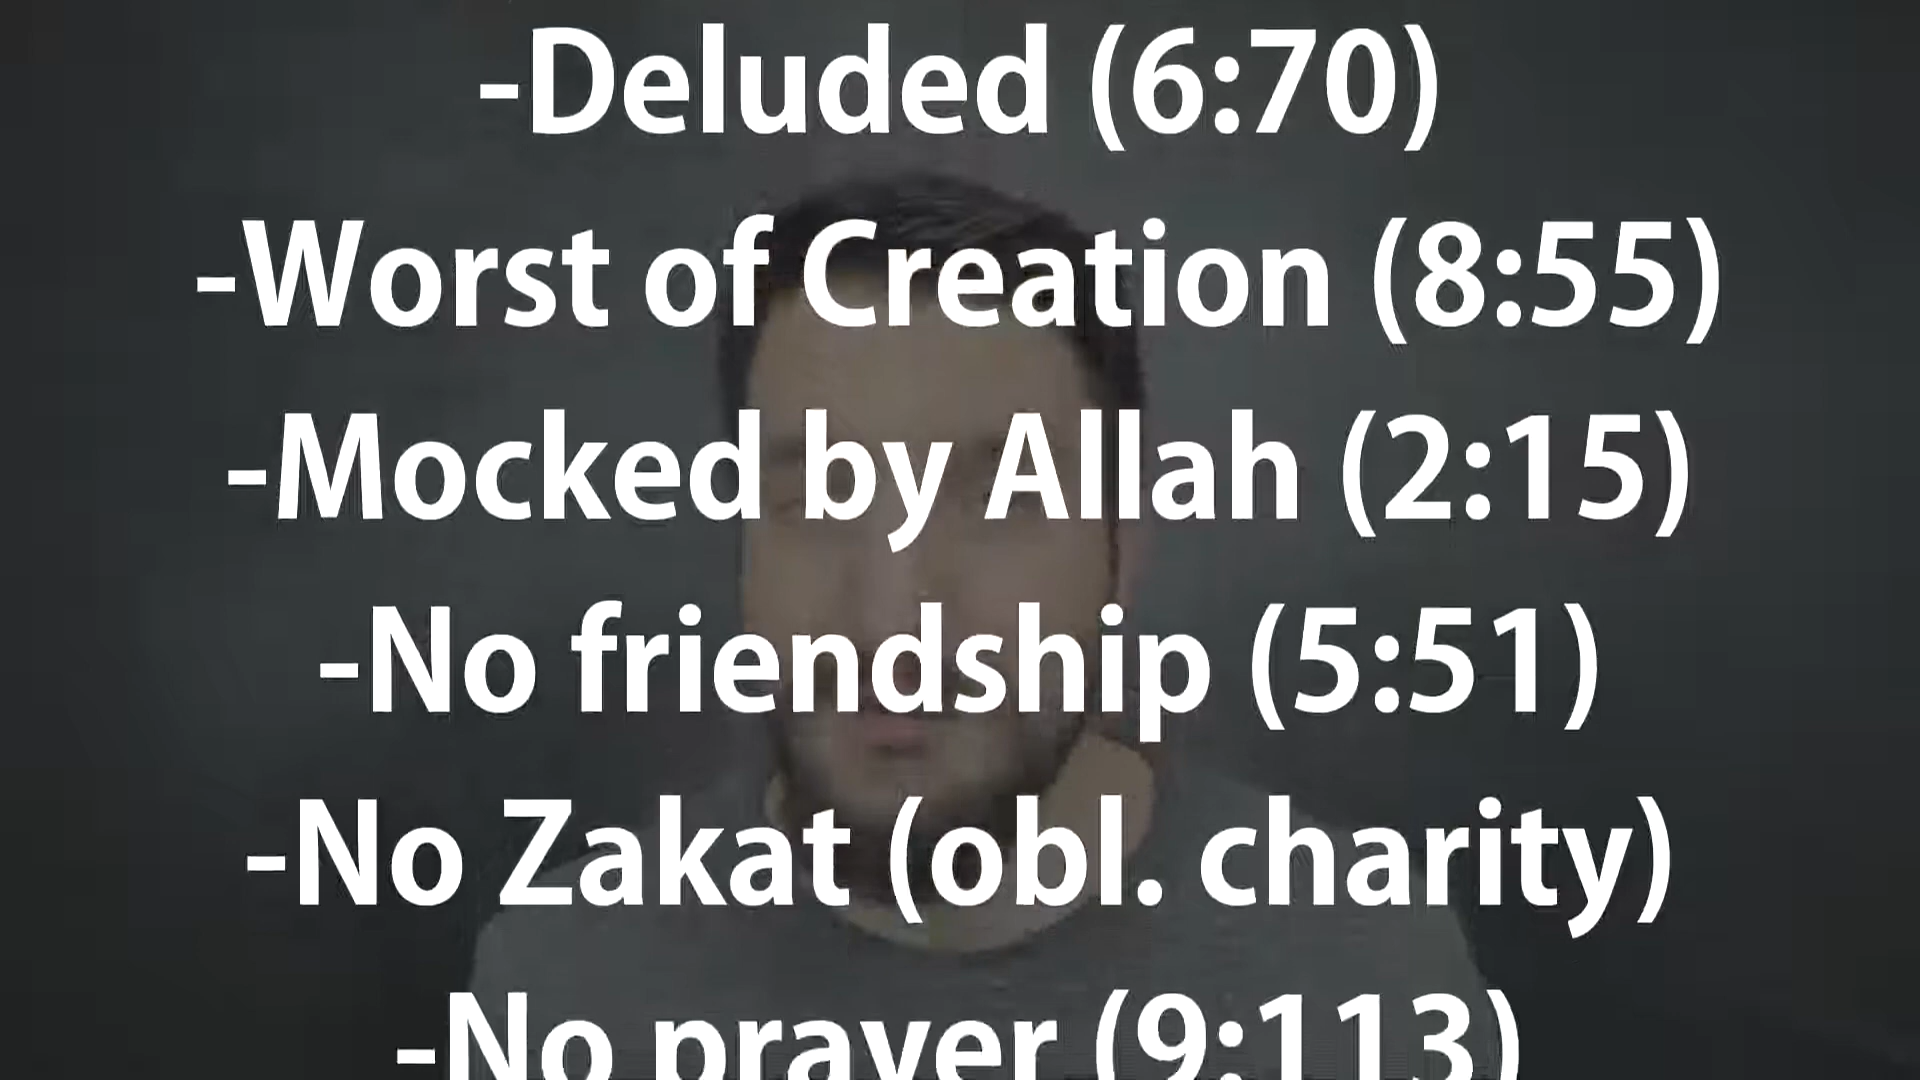 -Deluded (6:70)
-Worst of Creation (8:55)
-Mocked by Allah (2:15)
-No friendship (5:51)
-No Zakat (obl. charity)
-No prayer (9:113)